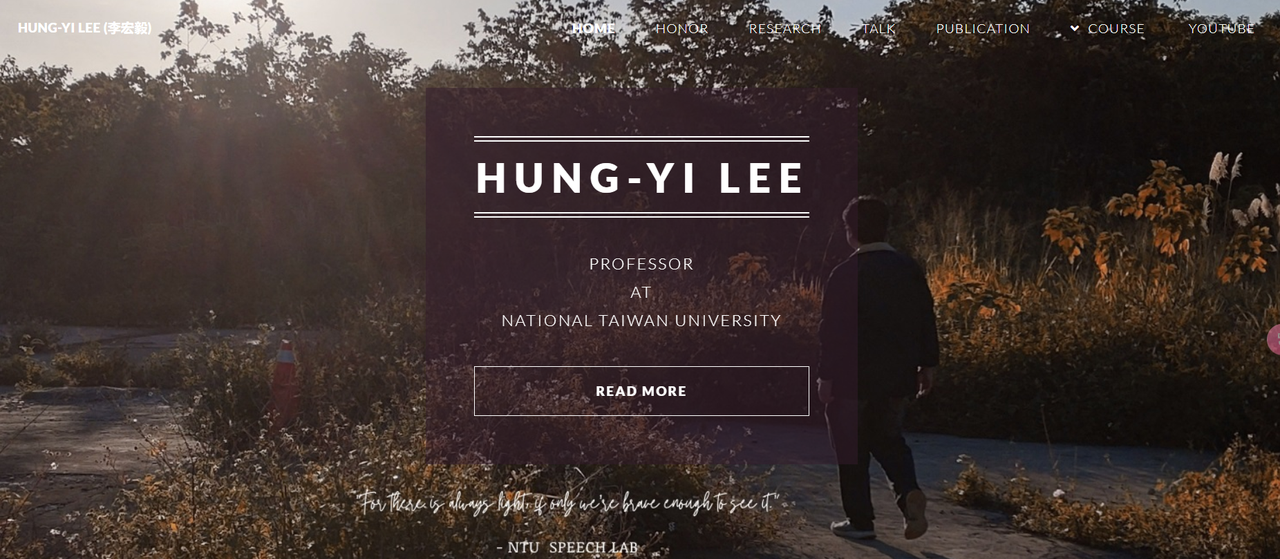 HUNG-YI LEE (李宏毅)
HOME HONOR RESEARCH TALK PUBLICATION COURSE YOUTUBE
HUNG-YI LEE
PROFESSOR
AT
NATIONAL TAIWAN UNIVERSITY
READ MORE
"For there is always light, if only we're brave enough to see it."
- NTU SPEECH LAB